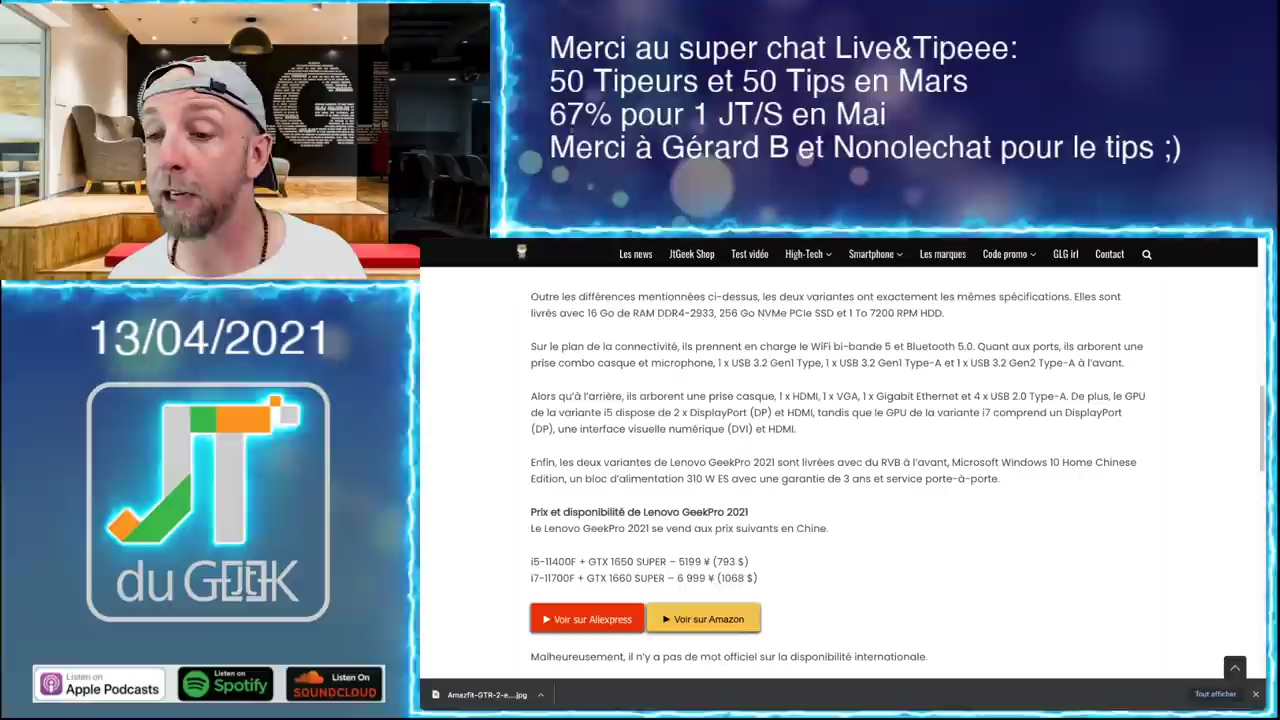 Merci au super chat Live&Tipeee:
50 Tipeurs et 50 Tips en Mars
67% pour 1 JT/S en Mai
Merci à Gérard B et Nonolechat pour le tips ;)
Les news JtGeek Shop Test vidéo High-Tech Smartphone Les marques Code promo GLG irl Contact
13/04/2021
JT
du GEEK
Listen on
Apple Podcasts
Listen on
Spotify
Listen On
SOUNDCLOUD
Outre les différences mentionnées ci-dessus, les deux variantes ont exactement les mêmes spécifications. Elles sont
livrés avec 16 Go de RAM DDR4-2933, 256 Go NVMe PCIe SSD et 1 To 7200 RPM HDD.
Sur le plan de la connectivité, ils prennent en charge le WiFi bi-bande 5 et Bluetooth 5.0. Quant aux ports, ils arborent une
prise combo casque et microphone, 1 x USB 3.2 Gen1 Type, 1 x USB 3.2 Gen1 Type-A et 1 x USB 3.2 Gen2 Type-A à l'avant.
Alors qu'à l'arrière, ils arborent une prise casque, 1 x HDMI, 1 x VGA, 1 x Gigabit Ethernet et 4 x USB 2.0 Type-A. De plus, le GPU
de la variante i5 dispose de 2 x DisplayPort (DP) et HDMI, tandis que le GPU de la variante i7 comprend un DisplayPort
(DP), une interface visuelle numérique (DVI) et HDMI.
Enfin, les deux variantes de Lenovo GeekPro 2021 sont livrées avec du RVB à l'avant, Microsoft Windows 10 Home Chinese
Edition, un bloc d'alimentation 310 W ES avec une garantie de 3 ans et service porte-à-porte.
Prix et disponibilité de Lenovo GeekPro 2021
Le Lenovo GeekPro 2021 se vend aux prix suivants en Chine.
i5-11400F + GTX 1650 SUPER – 5199 ¥ (793 $)
i7-11700F + GTX 1660 SUPER – 6 999 ¥ (1068 $)
Voir sur Aliexpress Voir sur Amazon
Malheureusement, il n'y a pas de mot officiel sur la disponibilité internationale.
Amazfit-GTR-2-e....jpg
Tout afficher